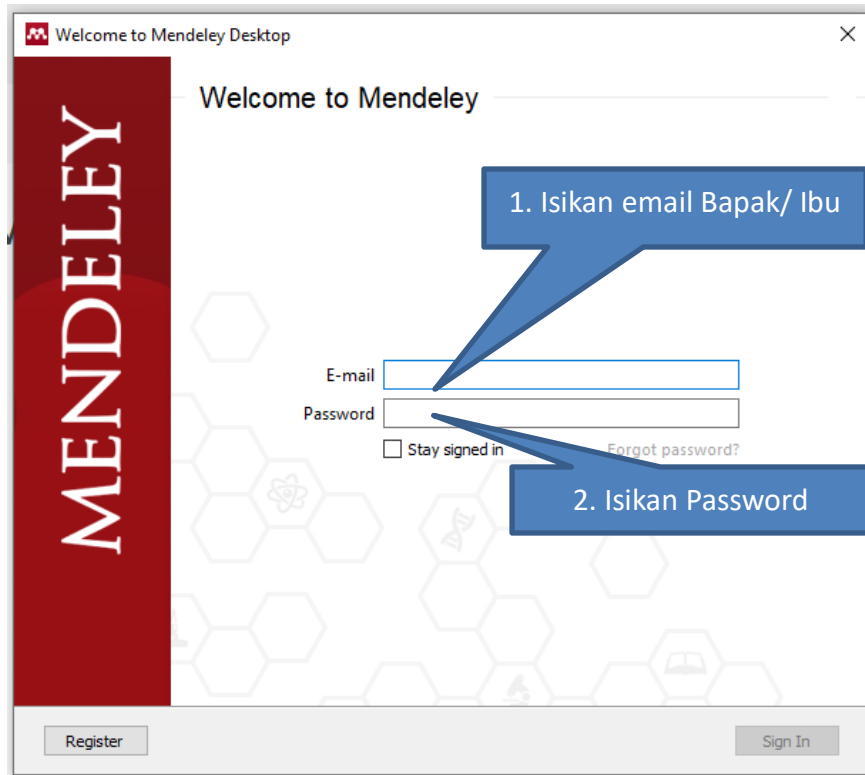 Welcome to Mendeley Desktop
MENDELEY
Welcome to Mendeley
1. Isikan email Bapak/ Ibu
E-mail
Password
Stay signed in
Forgot password?
2. Isikan Password
Register
Sign In